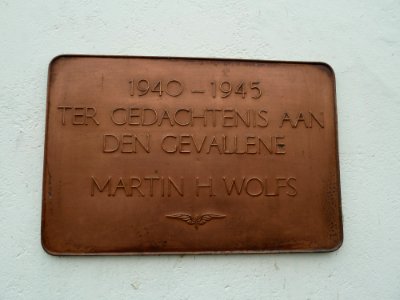 1940 – 1945
TER GEDACHTENIS AAN
DEN GEVALLENE
MARTIN H. WOLFS